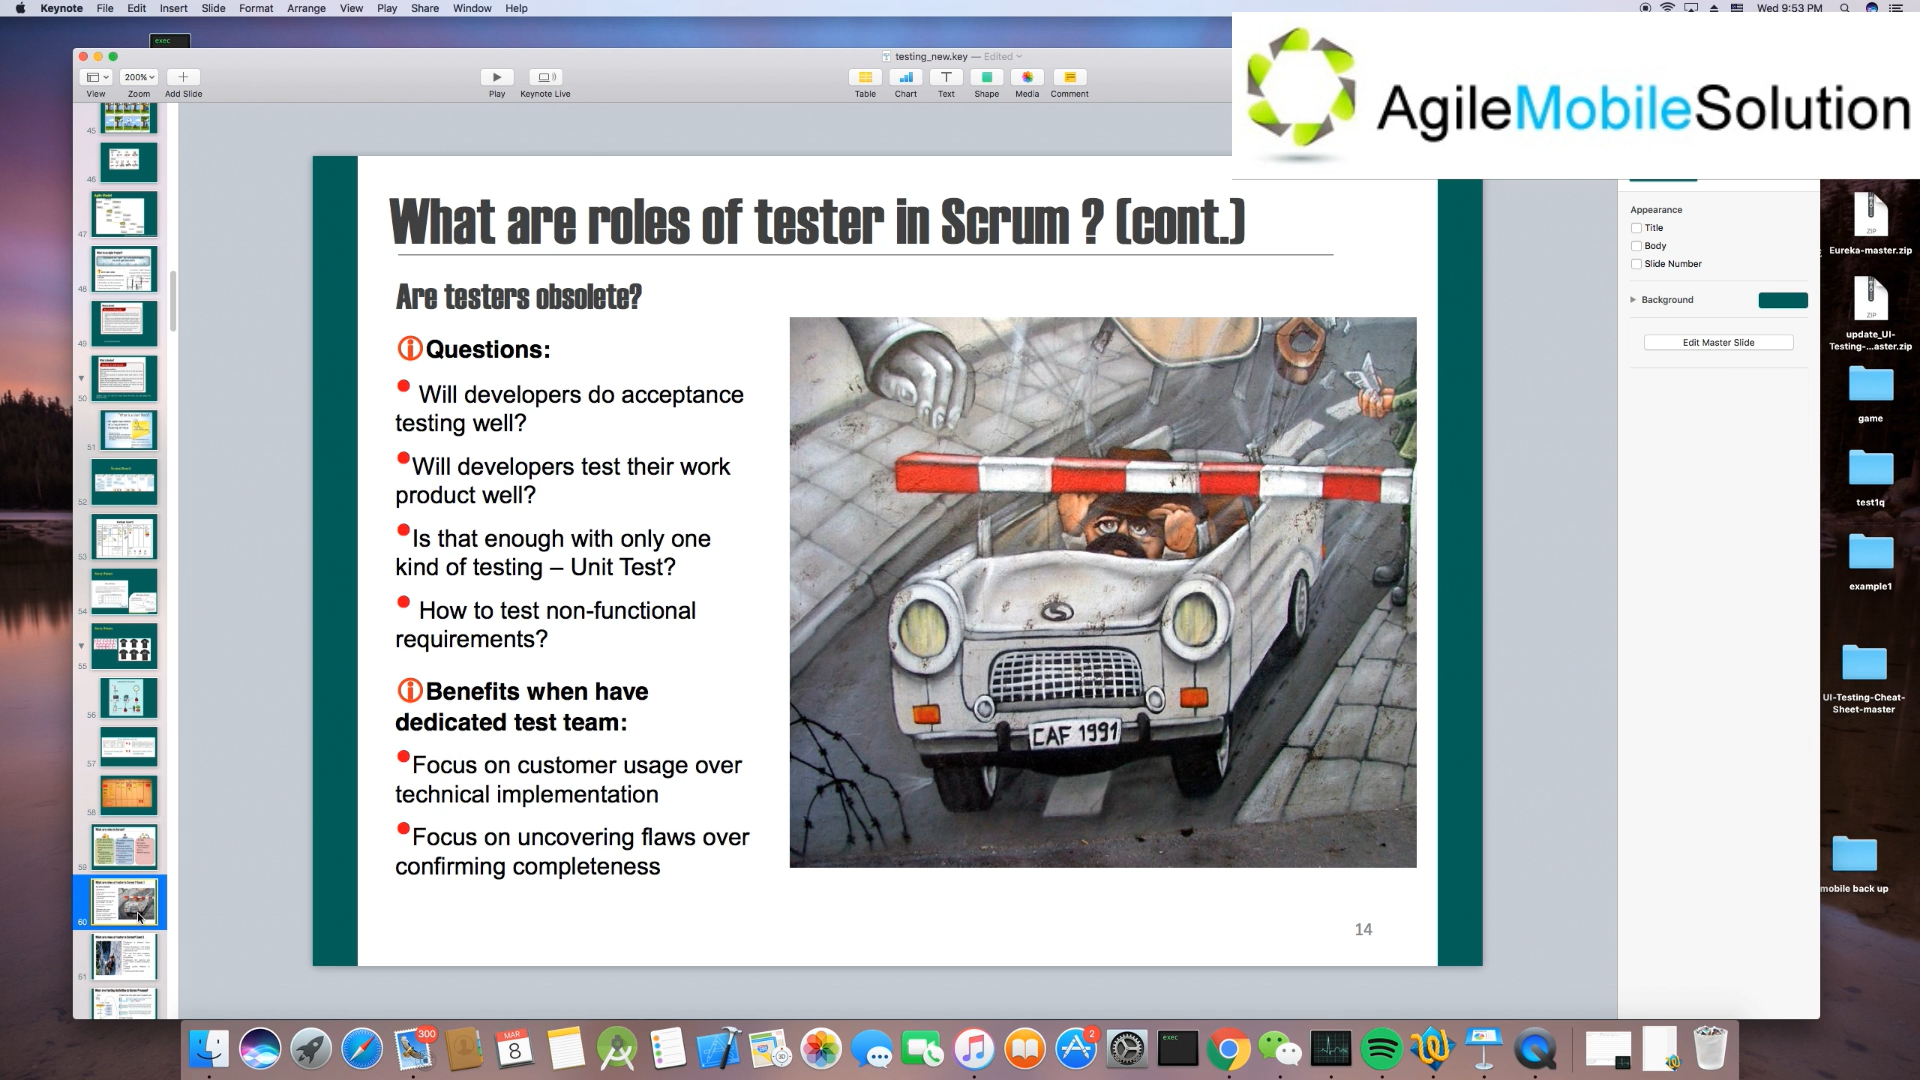 Keynote File Edit Insert Slide Format Arrange View Play Share Window Help
Wed 9:53 PM
exec
testing_new.key — Edited
200%
View Zoom Add Slide
Play Keynote Live
Table Chart Text Shape Media Comment
AgileMobileSolution
45
46
47
48
49
50
51
52
53
54
55
56
57
58
59
60
61
What are roles of tester in Scrum ? (cont.)
Are testers obsolete?
Questions:
Will developers do acceptance
testing well?
Will developers test their work
product well?
Is that enough with only one
kind of testing – Unit Test?
How to test non-functional
requirements?
Benefits when have
dedicated test team:
Focus on customer usage over
technical implementation
Focus on uncovering flaws over
confirming completeness
S
CAF 1991
14
Appearance
Title
Body
Slide Number
Background
Edit Master Slide
ZIP
Eureka-master.zip
ZIP
update_UI-
Testing-...aster.zip
game
test1q
example1
UI-Testing-Cheat-
Sheet-master
mobile back up
300
MAR
8
3D
2
exec